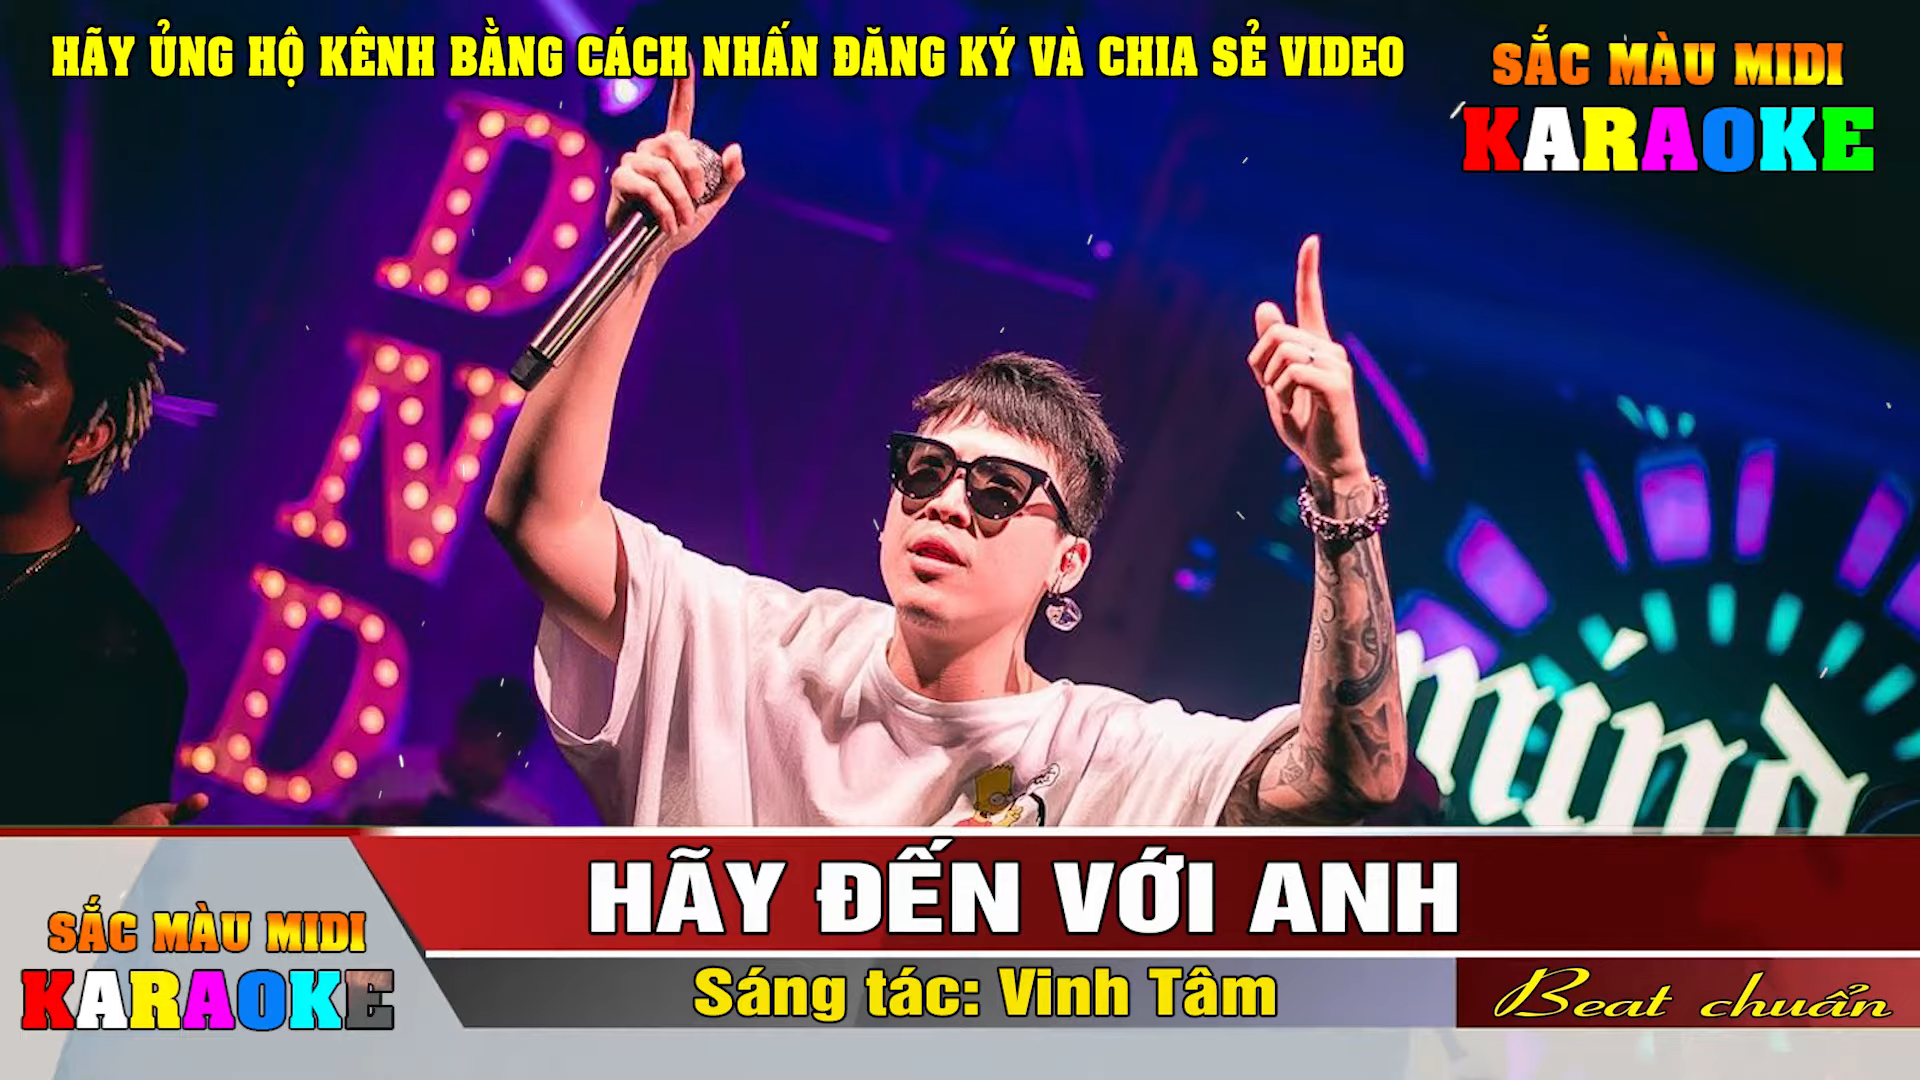 HÃY ỦNG HỘ KÊNH BẰNG CÁCH NHẤN ĐĂNG KÝ VÀ CHIA SẺ VIDEO
SẮC MÀU MIDI
KARAOKE
D
N
D
mind
HÃY ĐẾN VỚI ANH
SẮC MÀU MIDI
KARAOKE
Sáng tác: Vinh Tâm
Beat chuẩn